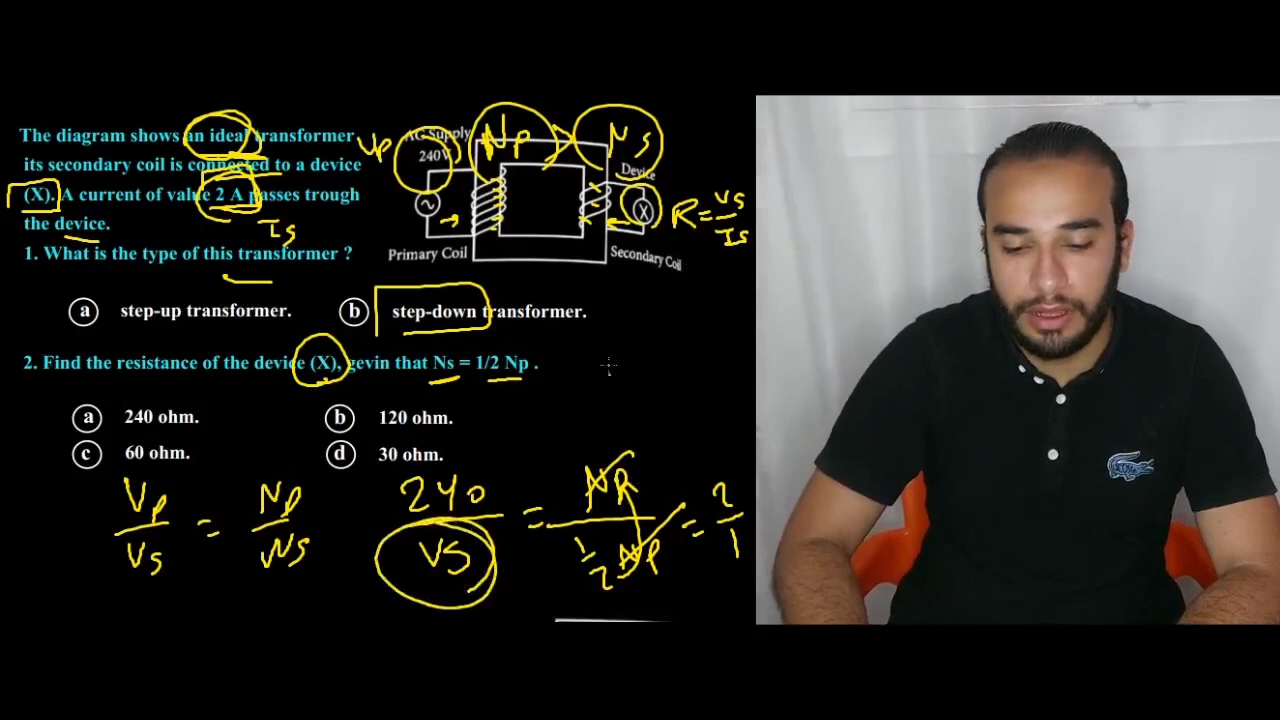 The diagram shows an ideal transformer
its secondary coil is connected to a device
(X). A current of value 2 A passes trough
the device.
Is
Vp
AC Supply
240V
Np
Ns
Device
X
R = Vs
Is
Primary Coil
Secondary Coil
1. What is the type of this transformer ?
a step-up transformer.
b step-down transformer.
2. Find the resistance of the device (X), gevin that Ns = 1/2 Np .
a 240 ohm.
b 120 ohm.
c 60 ohm.
d 30 ohm.
Vp = Np
Vs Ns
240 = Np = 2
Vs 1/2 Np 1